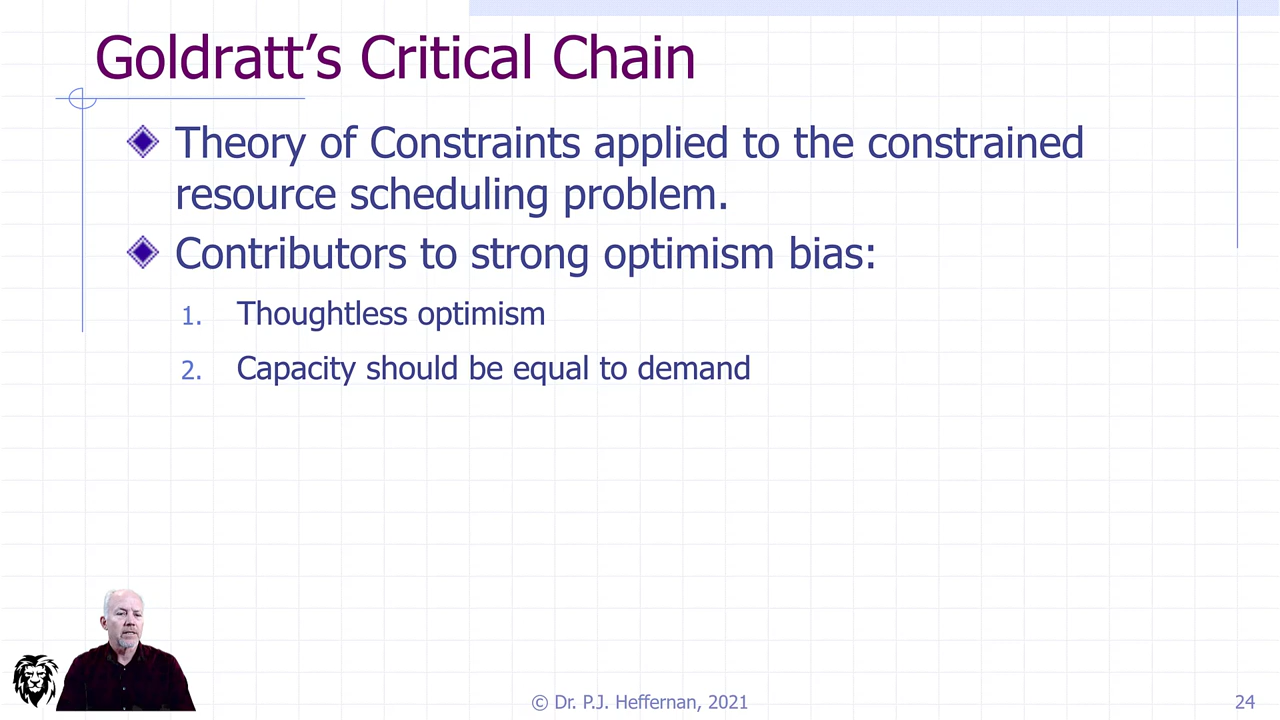 Goldratt’s Critical Chain
Theory of Constraints applied to the constrained
resource scheduling problem.
Contributors to strong optimism bias:
1. Thoughtless optimism
2. Capacity should be equal to demand
© Dr. P.J. Heffernan, 2021
24